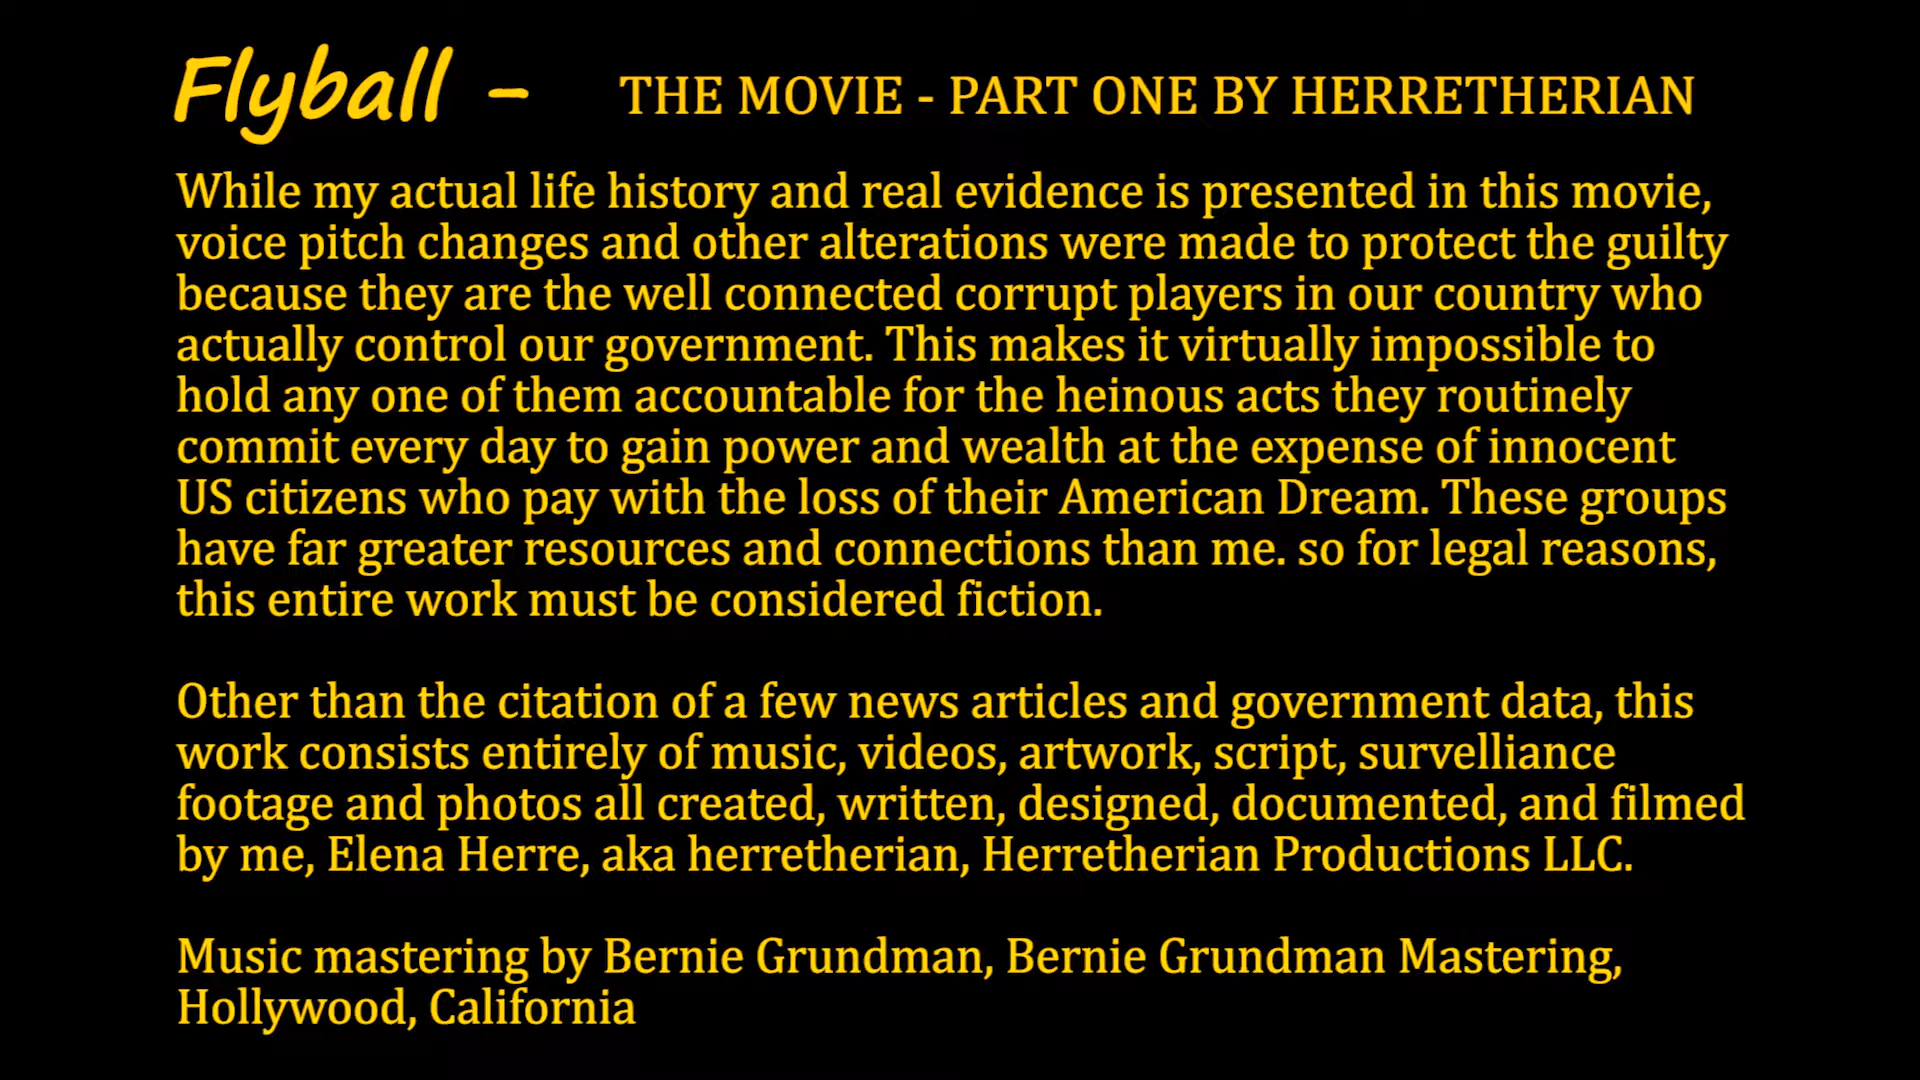 Flyball - THE MOVIE - PART ONE BY HERRETHERIAN
While my actual life history and real evidence is presented in this movie,
voice pitch changes and other alterations were made to protect the guilty
because they are the well connected corrupt players in our country who
actually control our government. This makes it virtually impossible to
hold any one of them accountable for the heinous acts they routinely
commit every day to gain power and wealth at the expense of innocent
US citizens who pay with the loss of their American Dream. These groups
have far greater resources and connections than me. so for legal reasons,
this entire work must be considered fiction.
Other than the citation of a few news articles and government data, this
work consists entirely of music, videos, artwork, script, survelliance
footage and photos all created, written, designed, documented, and filmed
by me, Elena Herre, aka herretherian, Herretherian Productions LLC.
Music mastering by Bernie Grundman, Bernie Grundman Mastering,
Hollywood, California